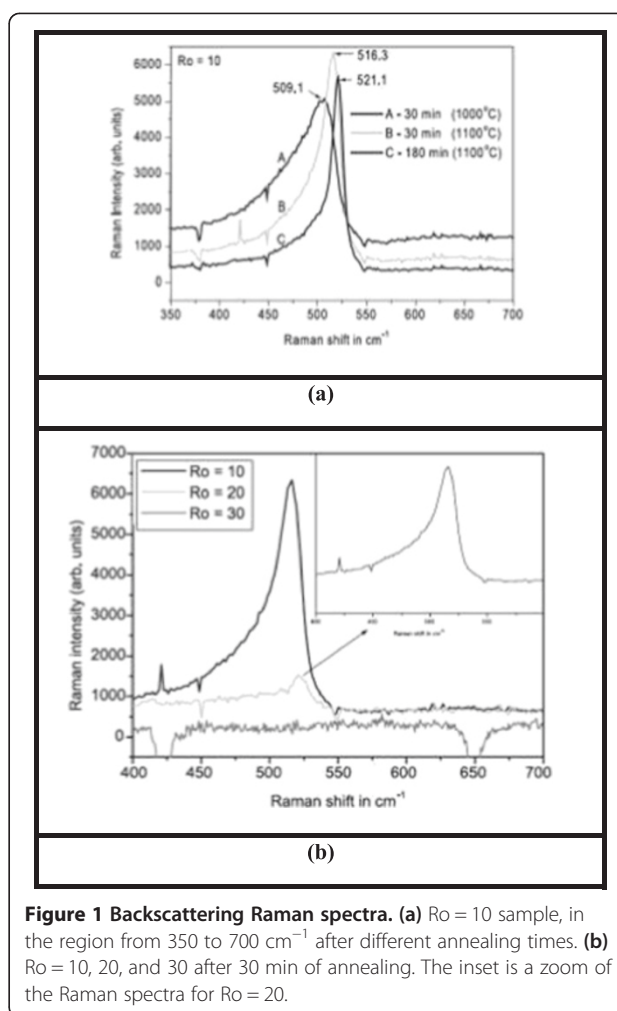 Ro = 10
516.3
521.1
509.1
A - 30 min (1000°C)
B - 30 min (1100°C)
C - 180 min (1100°C)
A
B
C
6000
5000
4000
3000
2000
1000
0
Raman Intensity (arb. units)
350 400 450 500 550 600 650 700
Raman shift in cm⁻¹
(a)
Ro = 10
Ro = 20
Ro = 30
7000
6000
5000
4000
3000
2000
1000
0
Raman intensity (arb. units)
Raman shift in cm⁻¹
400 450 500 550 600 650 700
Raman shift in cm⁻¹
(b)
Figure 1 Backscattering Raman spectra. (a) Ro = 10 sample, in
the region from 350 to 700 cm⁻¹ after different annealing times. (b)
Ro = 10, 20, and 30 after 30 min of annealing. The inset is a zoom of
the Raman spectra for Ro = 20.